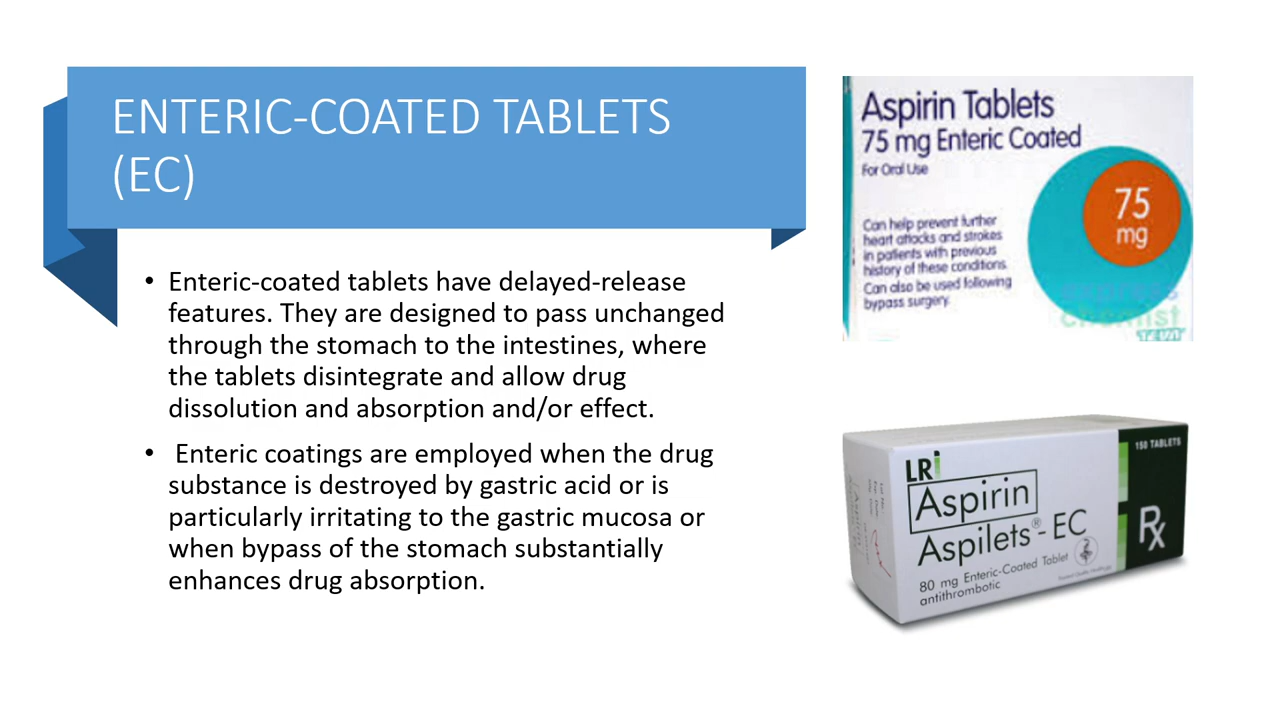 ENTERIC-COATED TABLETS
(EC)
• Enteric-coated tablets have delayed-release
features. They are designed to pass unchanged
through the stomach to the intestines, where
the tablets disintegrate and allow drug
dissolution and absorption and/or effect.
• Enteric coatings are employed when the drug
substance is destroyed by gastric acid or is
particularly irritating to the gastric mucosa or
when bypass of the stomach substantially
enhances drug absorption.
Aspirin Tablets
75 mg Enteric Coated
For Oral Use
75
mg
Can help prevent further
heart attacks and strokes
in patients with previous
history of these conditions.
Can also be used following
bypass surgery.
express
chemist
TEVA
150 TABLETS
LRI
Aspirin
Aspilets®-EC
Rx
80 mg Enteric-Coated Tablet
antithrombotic